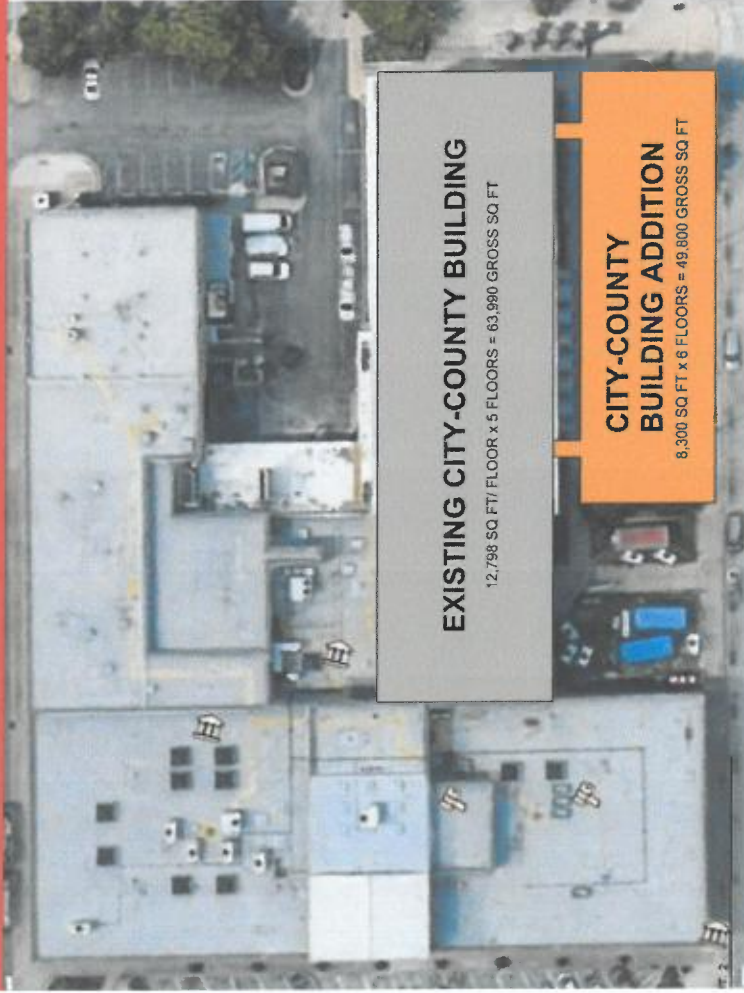 EXISTING CITY-COUNTY BUILDING
12,798 SQ FT/ FLOOR x 5 FLOORS = 63,990 GROSS SQ FT
CITY-COUNTY
BUILDING ADDITION
8,300 SQ FT x 6 FLOORS = 49,800 GROSS SQ FT